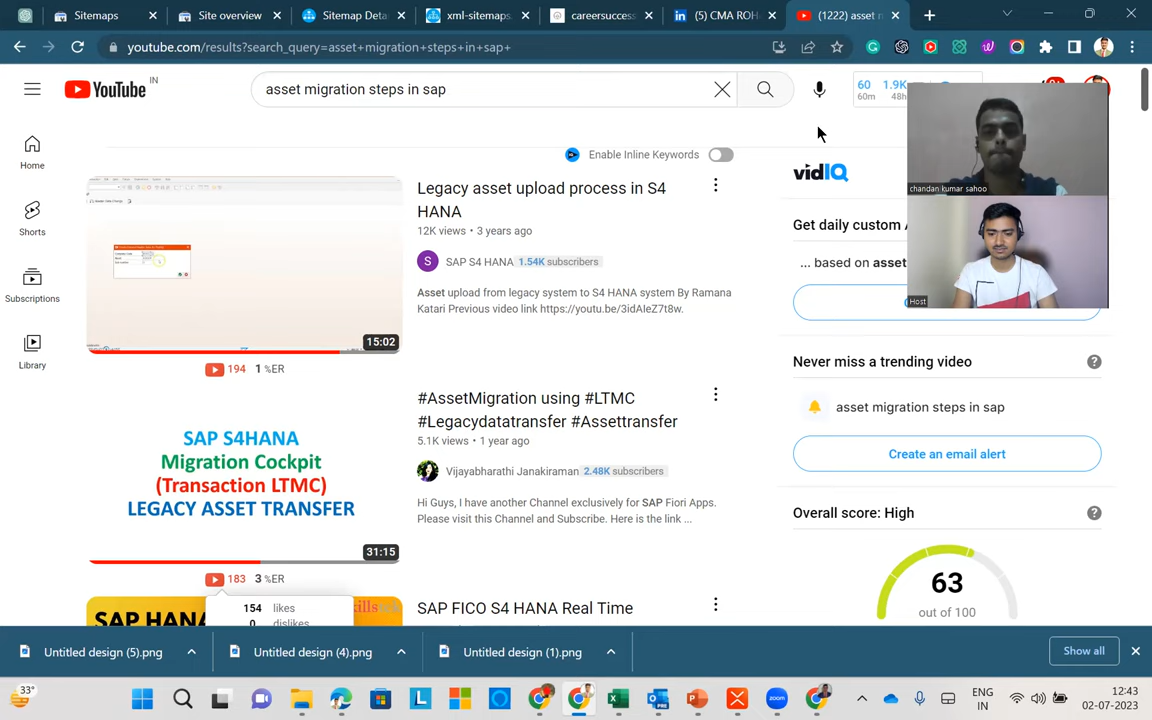 Sitemaps
Site overview
Sitemap Deta
xml-sitemaps.
careersuccess
(5) CMA ROH
(1222) asset m
youtube.com/results?search_query=asset+migration+steps+in+sap+
YouTube IN
asset migration steps in sap
60 1.9K
60m 48h
9+
Home
Shorts
Subscriptions
Library
Enable Inline Keywords
Legacy asset upload process in S4
HANA
12K views • 3 years ago
S SAP S4 HANA 1.54K subscribers
Asset upload from legacy system to S4 HANA system By Ramana
Katari Previous video link https://youtu.be/3idAIeZ7t8w.
15:02
194 1 %ER
SAP S4HANA
Migration Cockpit
(Transaction LTMC)
LEGACY ASSET TRANSFER
31:15
183 3 %ER
154 likes
0 dislikes
#AssetMigration using #LTMC
#Legacydatatransfer #Assettransfer
5.1K views • 1 year ago
Vijayabharathi Janakiraman 2.48K subscribers
Hi Guys, I have another Channel exclusively for SAP Fiori Apps.
Please visit this Channel and Subscribe. Here is the link ...
SAP HANA
SAP FICO S4 HANA Real Time
vidIQ
Get daily custom
... based on asset
chandan kumar sahoo
Host
Never miss a trending video
asset migration steps in sap
Create an email alert
Overall score: High
63
out of 100
Untitled design (5).png
Untitled design (4).png
Untitled design (1).png
Show all
33°
ENG
IN
12:43
02-07-2023